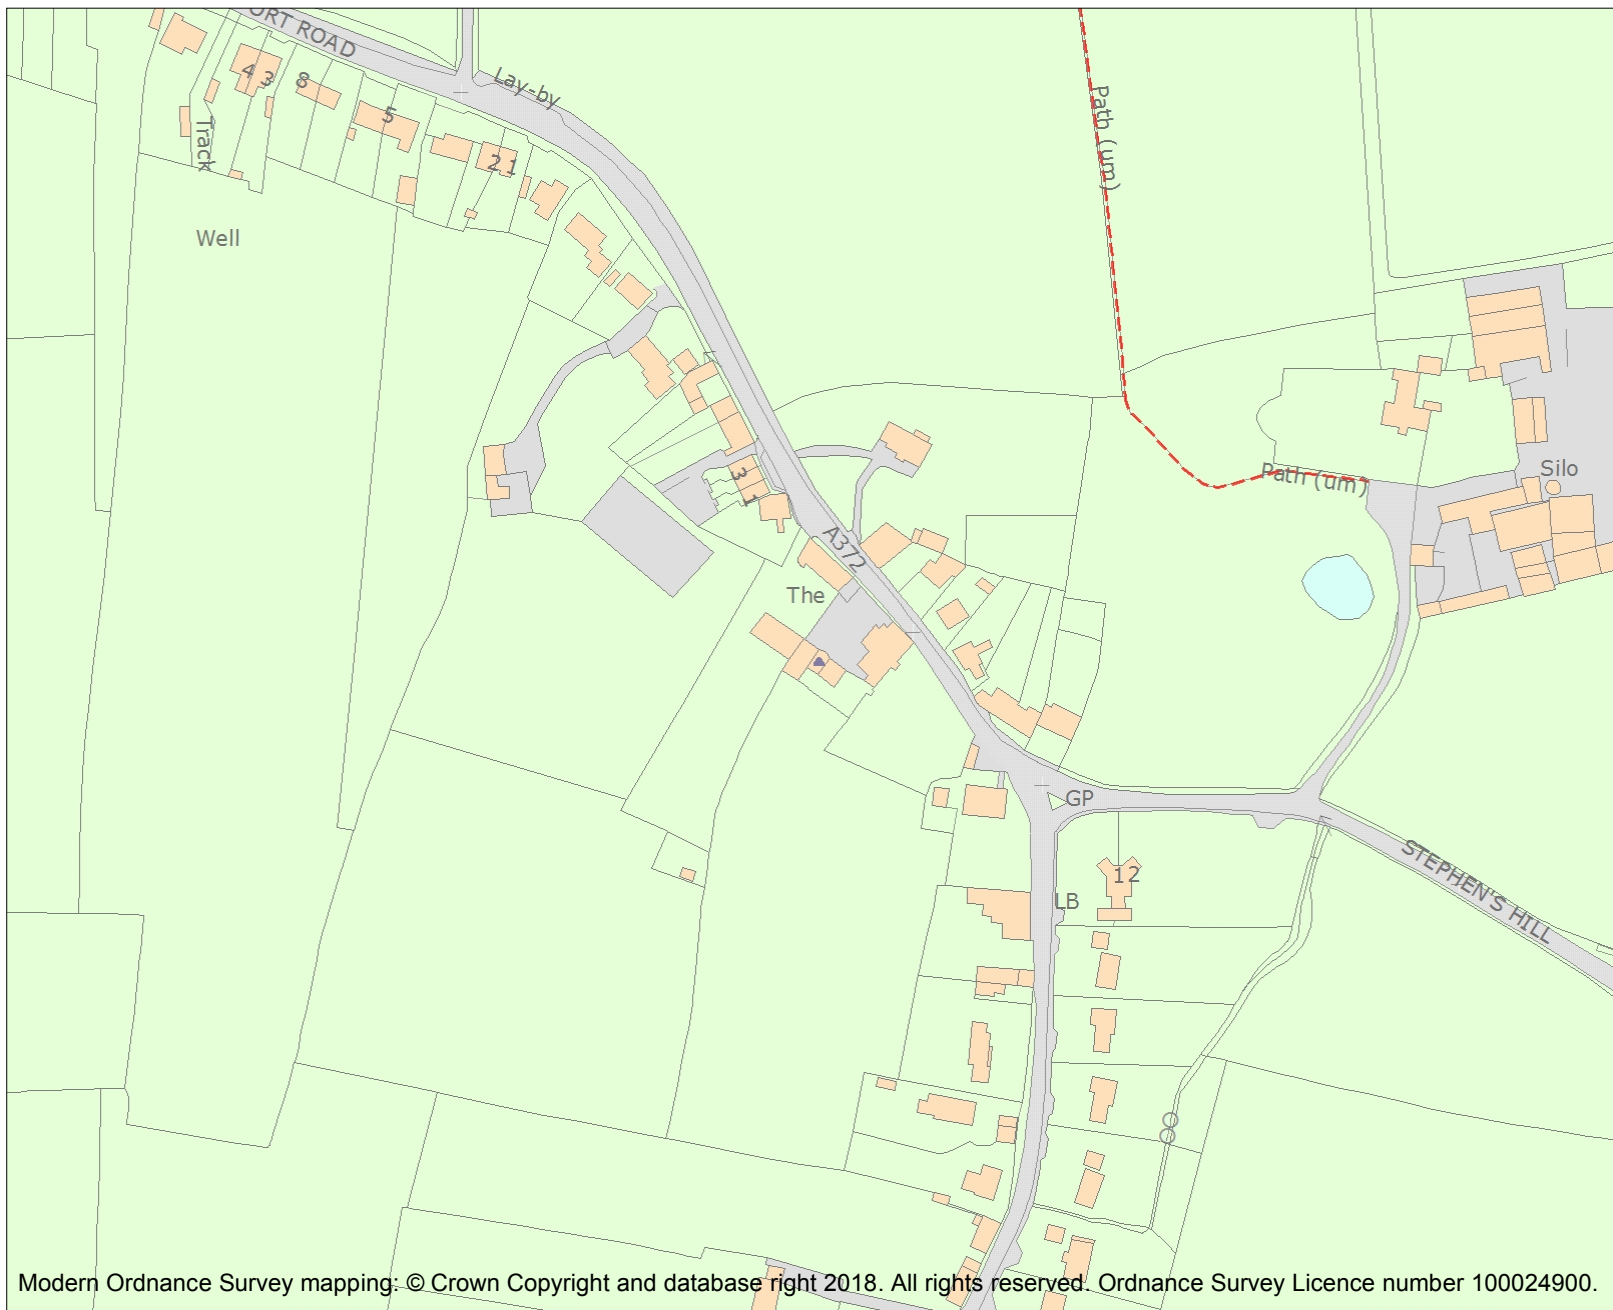 ORT ROAD
Lay-by
4 3
8
5
2 1
Track
Well
Path (um)
Path (um)
Silo
3
1
A372
The
GP
STEPHEN'S HILL
12
LB
Modern Ordnance Survey mapping: © Crown Copyright and database right 2018. All rights reserved. Ordnance Survey Licence number 100024900.